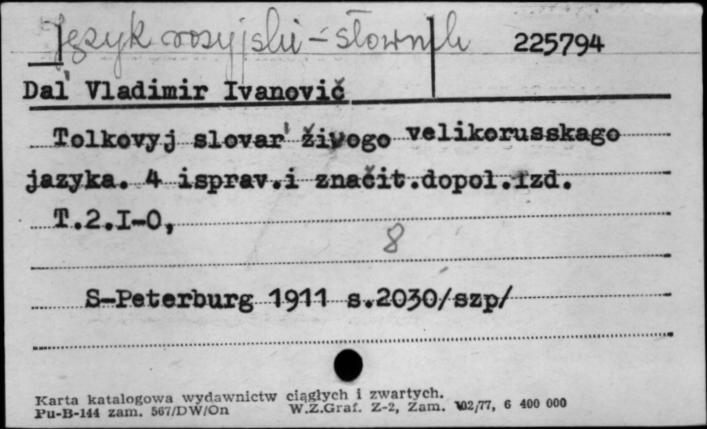 Język rosyjski - słownik 225794
Dal' Vladimir Ivanovič
Tolkovyj slovar' živogo velikorusskago
jazyka. 4 isprav.i značit.dopol.izd.
T.2.I-O,
8
S-Peterburg 1911 s.2030/szp/
Karta katalogowa wydawnictw ciągłych i zwartych.
Pu-B-144 zam. 567/DW/On W.Z.Graf. Z-2, Zam. 102/77, 6 400 000